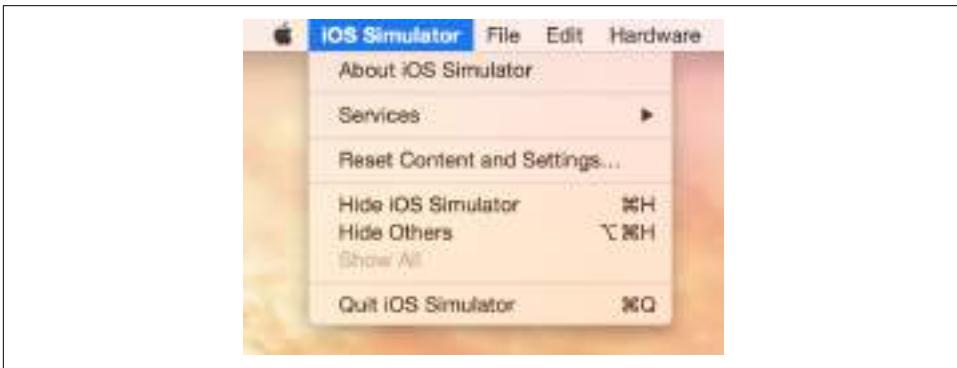 iOS Simulator File Edit Hardware
About iOS Simulator
Services
Reset Content and Settings...
Hide iOS Simulator ⌘H
Hide Others ⌥⌘H
Show All
Quit iOS Simulator ⌘Q